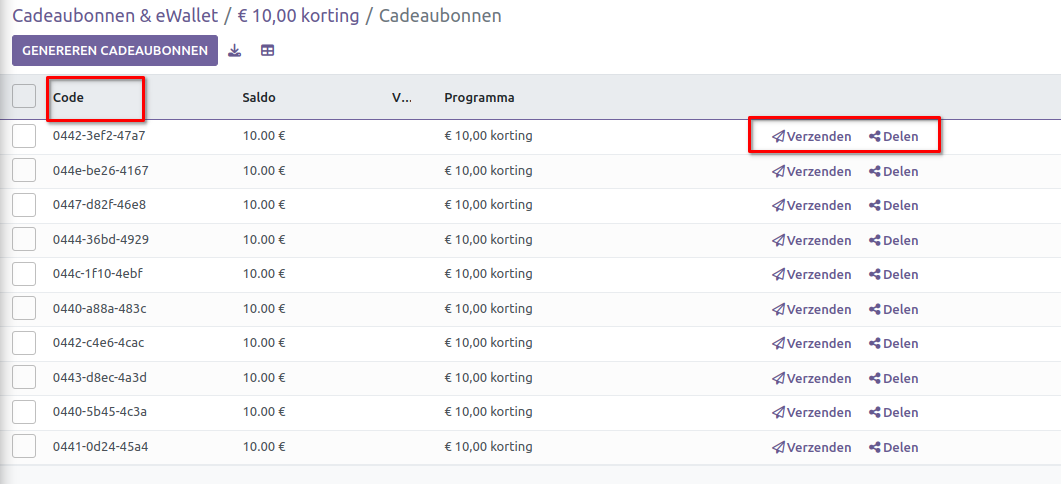 Cadeaubonnen & eWallet / € 10,00 korting / Cadeaubonnen
GENEREREN CADEAUBONNEN
Code Saldo V... Programma
0442-3ef2-47a7 10.00 € € 10,00 korting Verzenden Delen
044e-be26-4167 10.00 € € 10,00 korting Verzenden Delen
0447-d82f-46e8 10.00 € € 10,00 korting Verzenden Delen
0444-36bd-4929 10.00 € € 10,00 korting Verzenden Delen
044c-1f10-4ebf 10.00 € € 10,00 korting Verzenden Delen
0440-a88a-483c 10.00 € € 10,00 korting Verzenden Delen
0442-c4e6-4cac 10.00 € € 10,00 korting Verzenden Delen
0443-d8ec-4a3d 10.00 € € 10,00 korting Verzenden Delen
0440-5b45-4c3a 10.00 € € 10,00 korting Verzenden Delen
0441-0d24-45a4 10.00 € € 10,00 korting Verzenden Delen